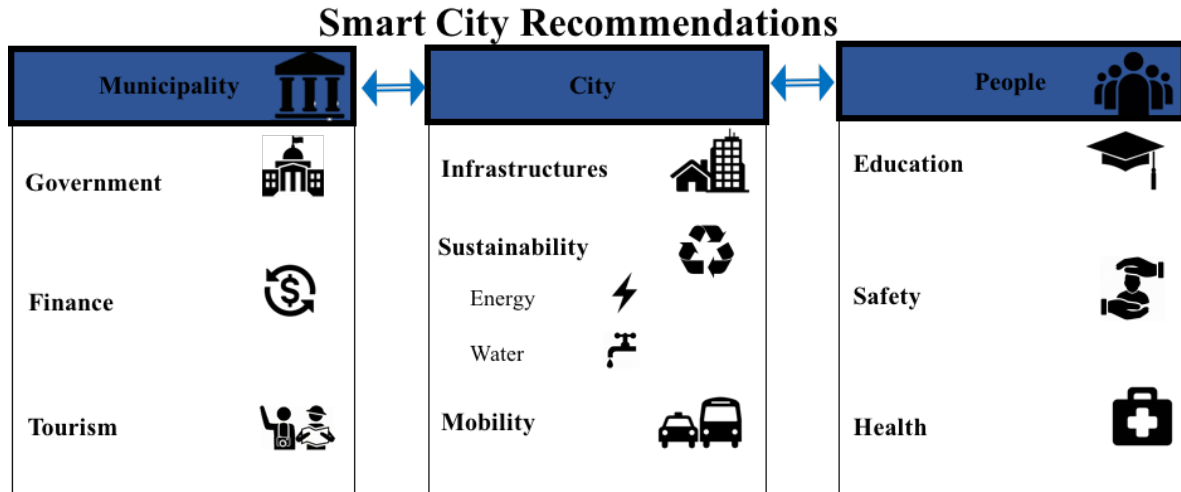 Smart City Recommendations
Municipality
City
People
Government
Finance
Tourism
Infrastructures
Sustainability
Energy
Water
Mobility
Education
Safety
Health